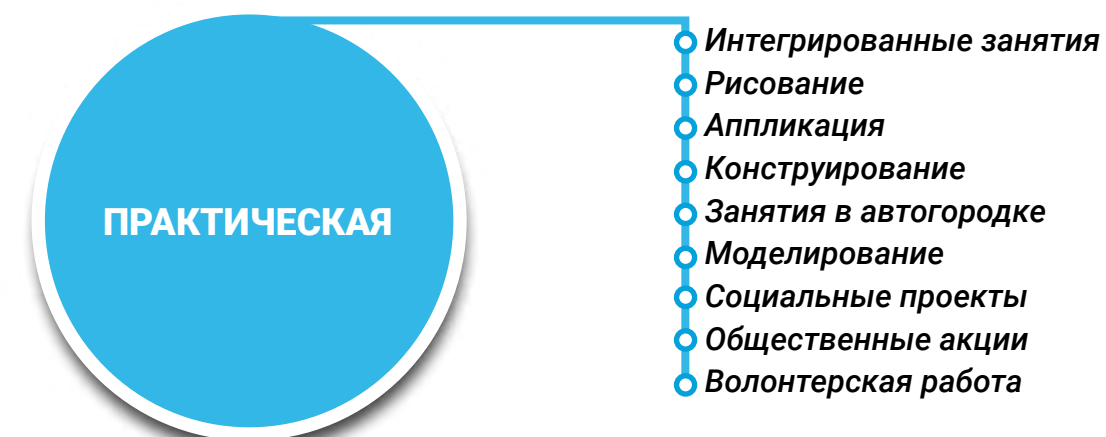 ПРАКТИЧЕСКАЯ
Интегрированные занятия
Рисование
Аппликация
Конструирование
Занятия в автогородке
Моделирование
Социальные проекты
Общественные акции
Волонтерская работа